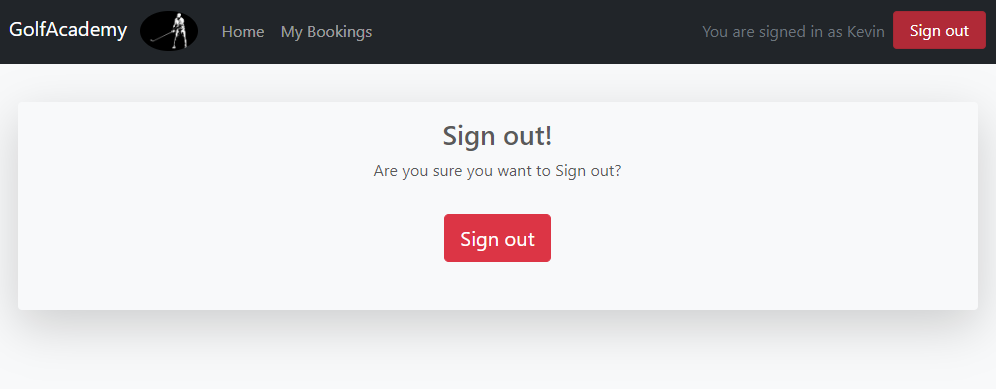 GolfAcademy Home My Bookings You are signed in as Kevin Sign out
Sign out!
Are you sure you want to Sign out?
Sign out